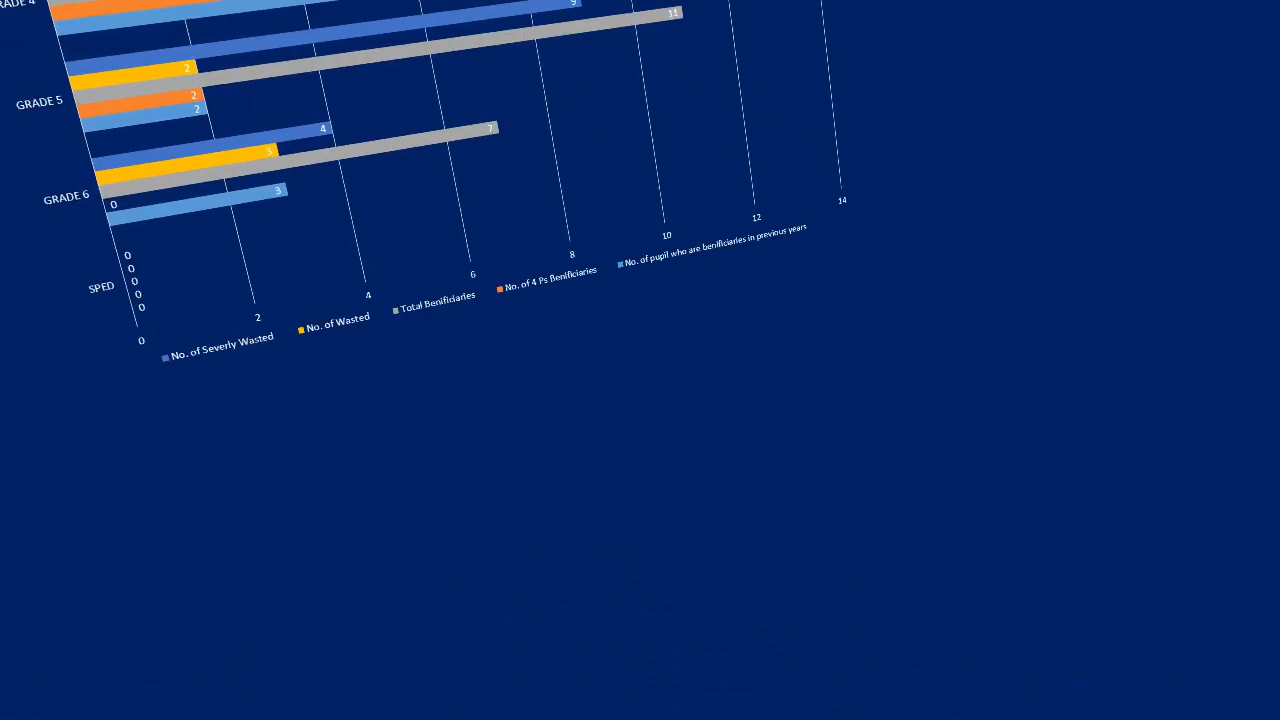 GRADE 4
9
11
2
GRADE 5
2
2
4
7
3
GRADE 6
0
3
0
0
SPED
0
0
0
0
2
4
6
8
10
12
14
No. of Severly Wasted
No. of Wasted
Total Benificiaries
No. of 4 Ps Benificiaries
No. of pupil who are benificiaries in previous years